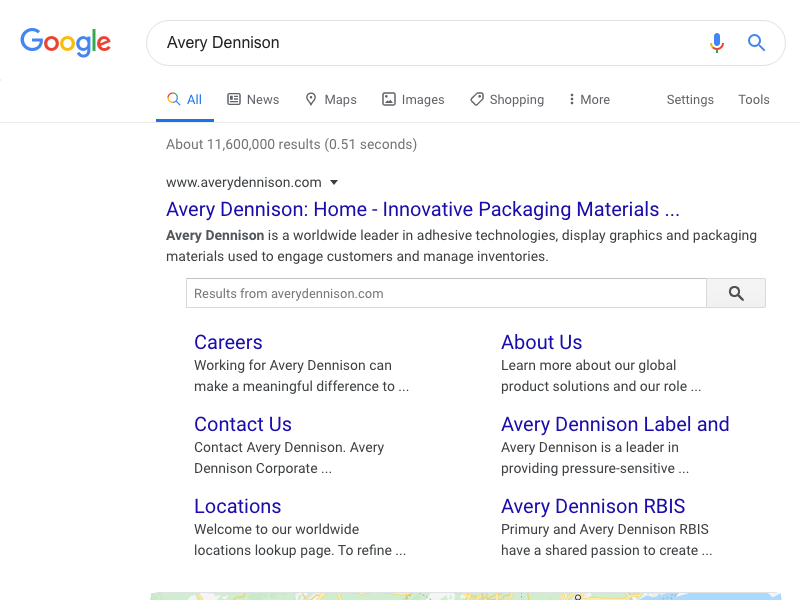 Google
Avery Dennison
All News Maps Images Shopping More Settings Tools
About 11,600,000 results (0.51 seconds)
www.averydennison.com
Avery Dennison: Home - Innovative Packaging Materials ...
Avery Dennison is a worldwide leader in adhesive technologies, display graphics and packaging
materials used to engage customers and manage inventories.
Results from averydennison.com
Careers
Working for Avery Dennison can
make a meaningful difference to ...
About Us
Learn more about our global
product solutions and our role ...
Contact Us
Contact Avery Dennison. Avery
Dennison Corporate ...
Avery Dennison Label and
Avery Dennison is a leader in
providing pressure-sensitive ...
Locations
Welcome to our worldwide
locations lookup page. To refine ...
Avery Dennison RBIS
Primury and Avery Dennison RBIS
have a shared passion to create ...